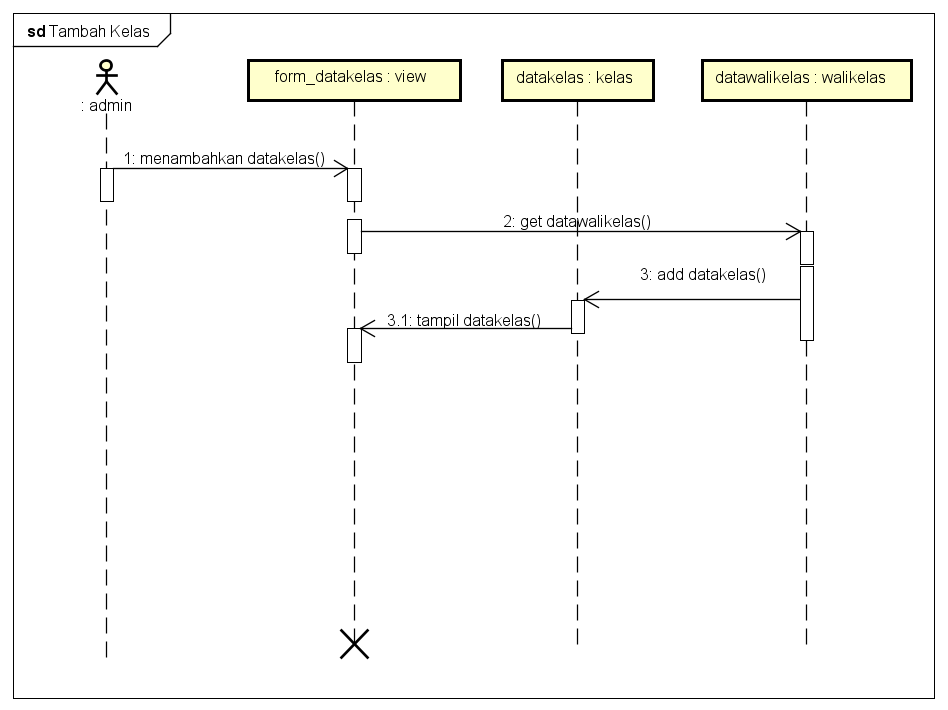 sd Tambah Kelas
: admin
form_datakelas : view
datakelas : kelas
datawalikelas : walikelas
1: menambahkan datakelas()
2: get datawalikelas()
3: add datakelas()
3.1: tampil datakelas()